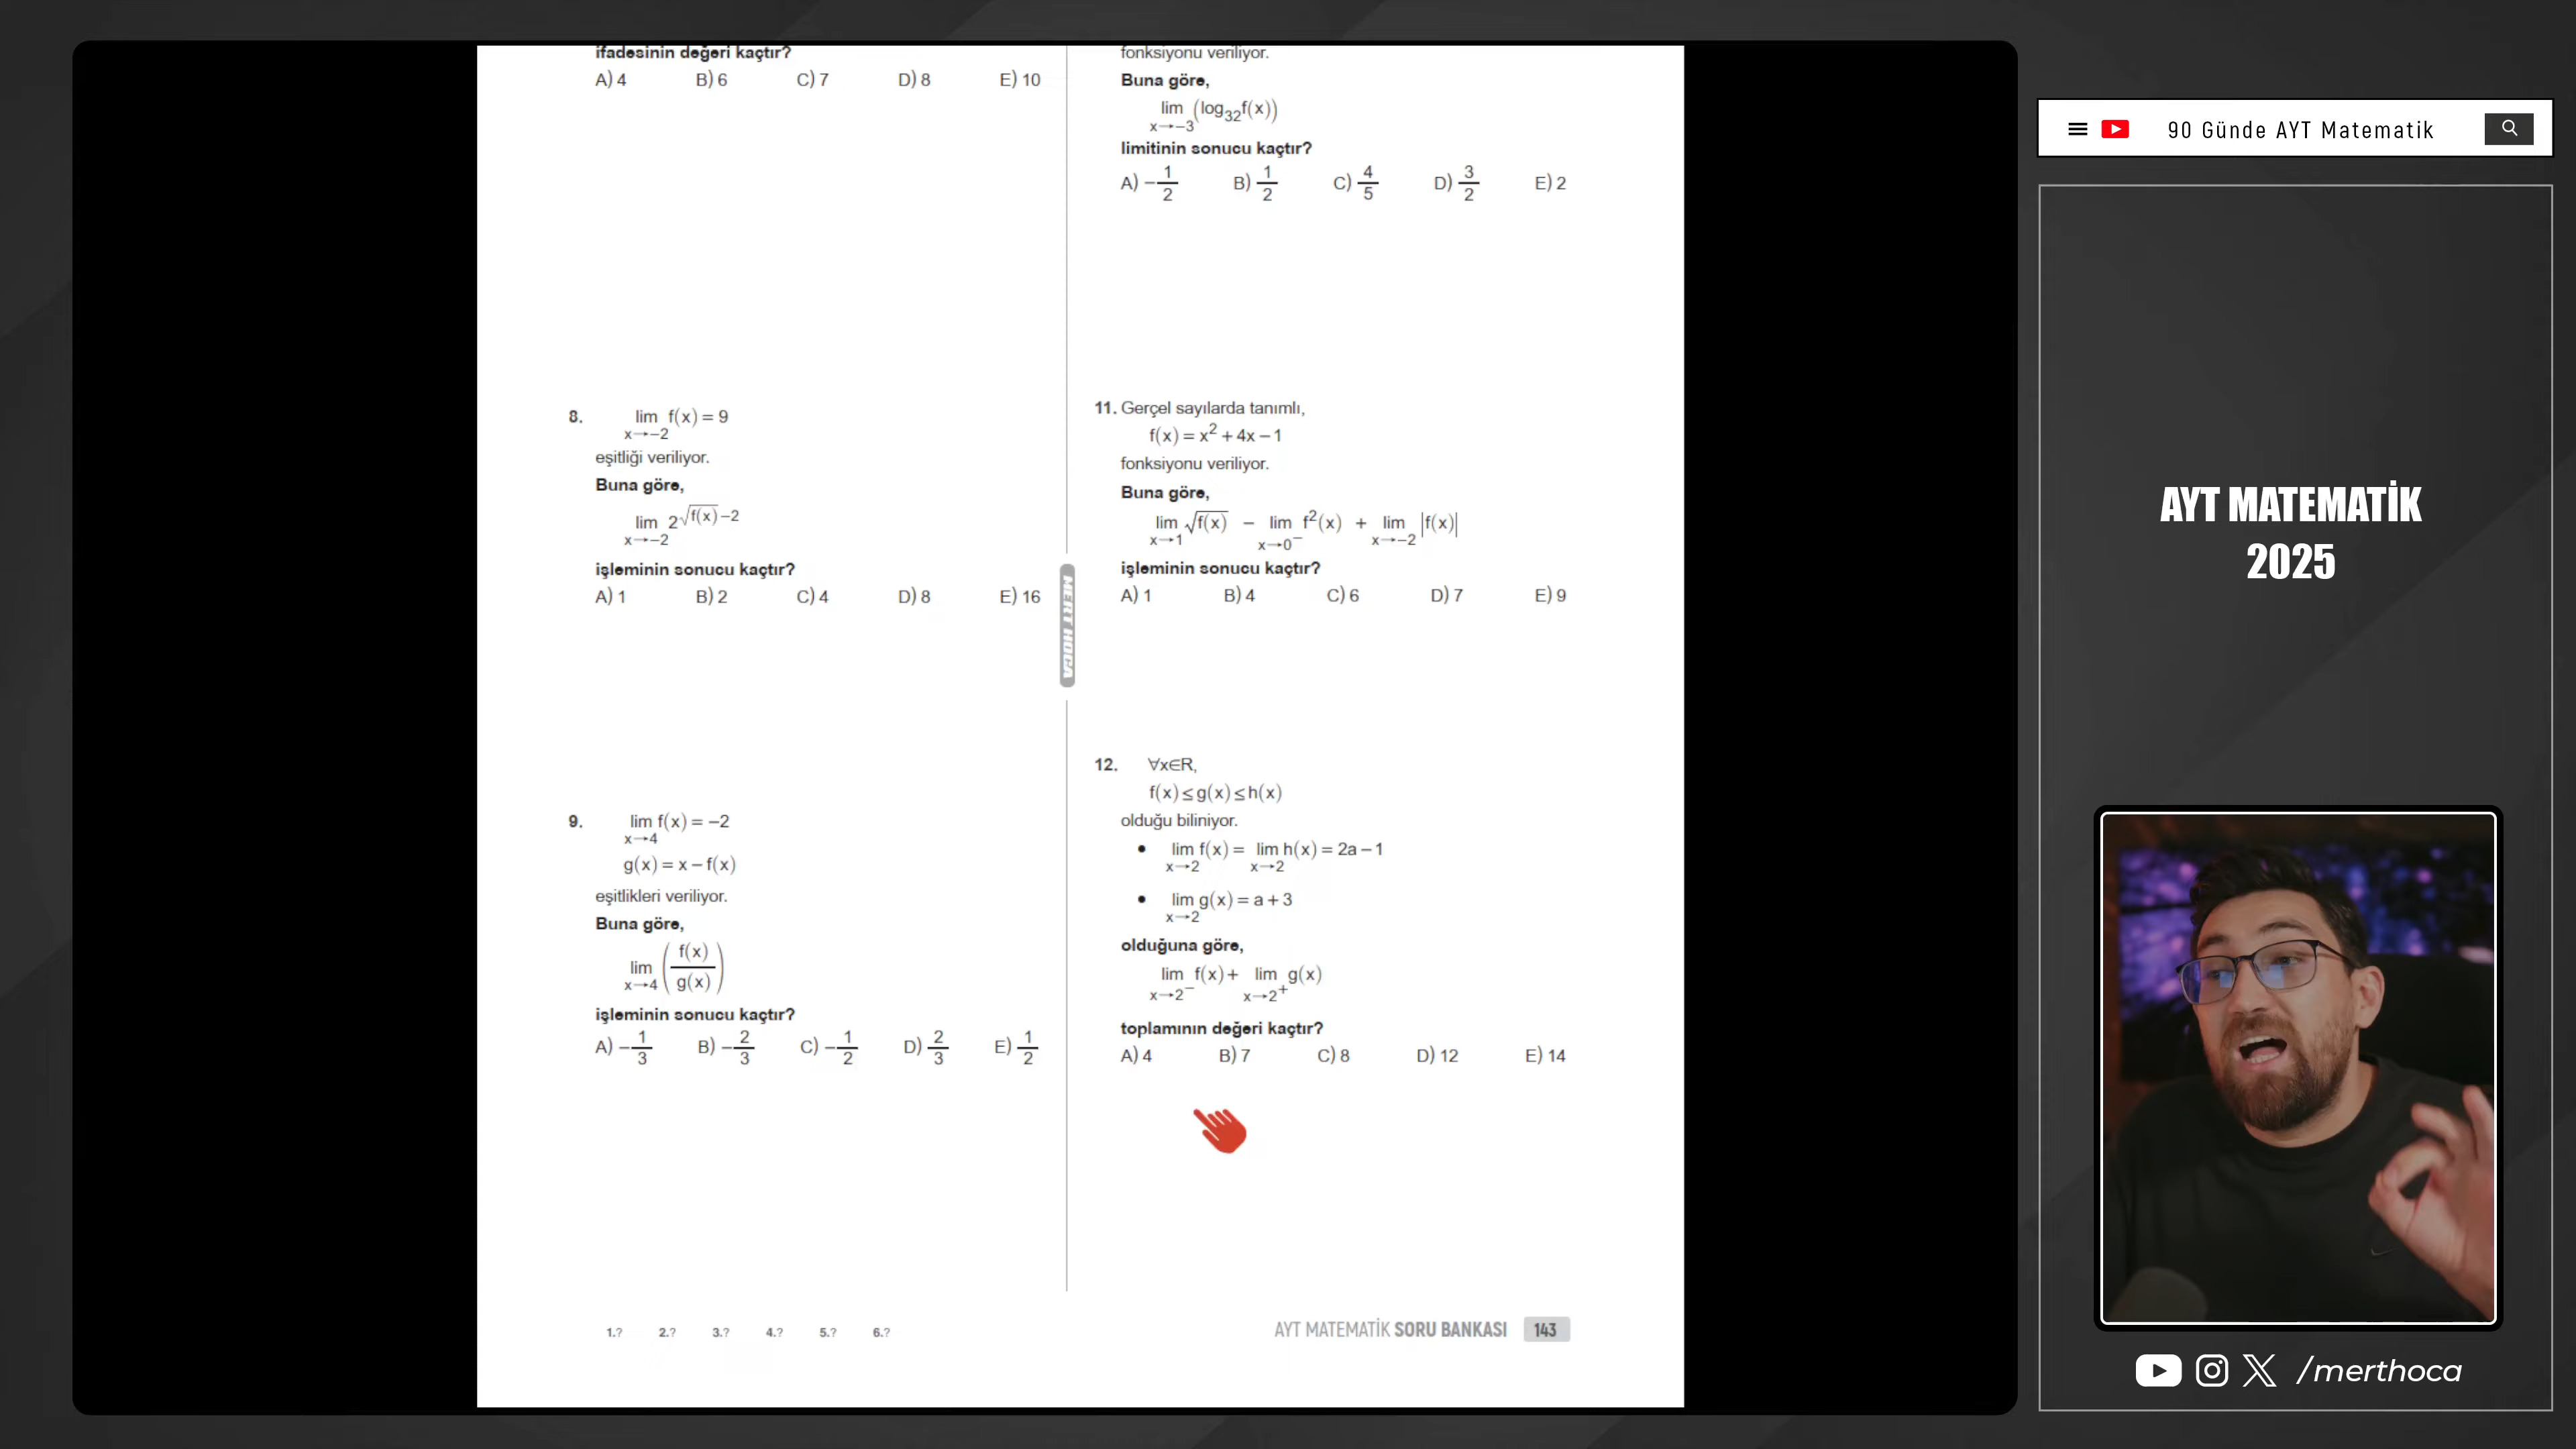 ifadesinin değeri kaçtır?
A) 4 B) 6 C) 7 D) 8 E) 10
8. lim f(x) = 9
x→−2
eşitliği veriliyor.
Buna göre,
lim 2^√f(x) −2
x→−2
işleminin sonucu kaçtır?
A) 1 B) 2 C) 4 D) 8 E) 16
9. lim f(x) = −2
x→4
g(x) = x − f(x)
eşitlikleri veriliyor.
Buna göre,
lim (f(x)/g(x))
x→4
işleminin sonucu kaçtır?
A) −1/3 B) −2/3 C) −1/2 D) 2/3 E) 1/2
MERT HOCA
fonksiyonu veriliyor.
Buna göre,
lim (log₃₂f(x))
x→−3
limitinin sonucu kaçtır?
A) −1/2 B) 1/2 C) 4/5 D) 3/2 E) 2
11. Gerçel sayılarda tanımlı,
f(x) = x² + 4x − 1
fonksiyonu veriliyor.
Buna göre,
lim √f(x) − lim f²(x) + lim |f(x)|
x→1 x→0⁻ x→−2
işleminin sonucu kaçtır?
A) 1 B) 4 C) 6 D) 7 E) 9
12. ∀x∈R,
f(x) ≤ g(x) ≤ h(x)
olduğu biliniyor.
• lim f(x) = lim h(x) = 2a − 1
x→2 x→2
• lim g(x) = a + 3
x→2
olduğuna göre,
lim f(x) + lim g(x)
x→2⁻ x→2⁺
toplamının değeri kaçtır?
A) 4 B) 7 C) 8 D) 12 E) 14
1.? 2.? 3.? 4.? 5.? 6.?
AYT MATEMATİK SORU BANKASI 143
90 Günde AYT Matematik
AYT MATEMATİK
2025
/merthoca